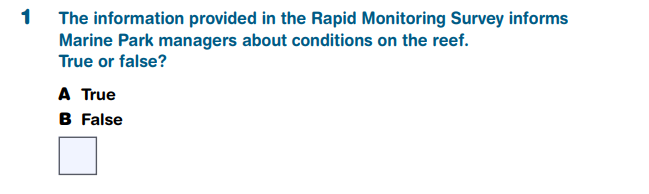 1 The information provided in the Rapid Monitoring Survey informs
Marine Park managers about conditions on the reef.
True or false?
A True
B False